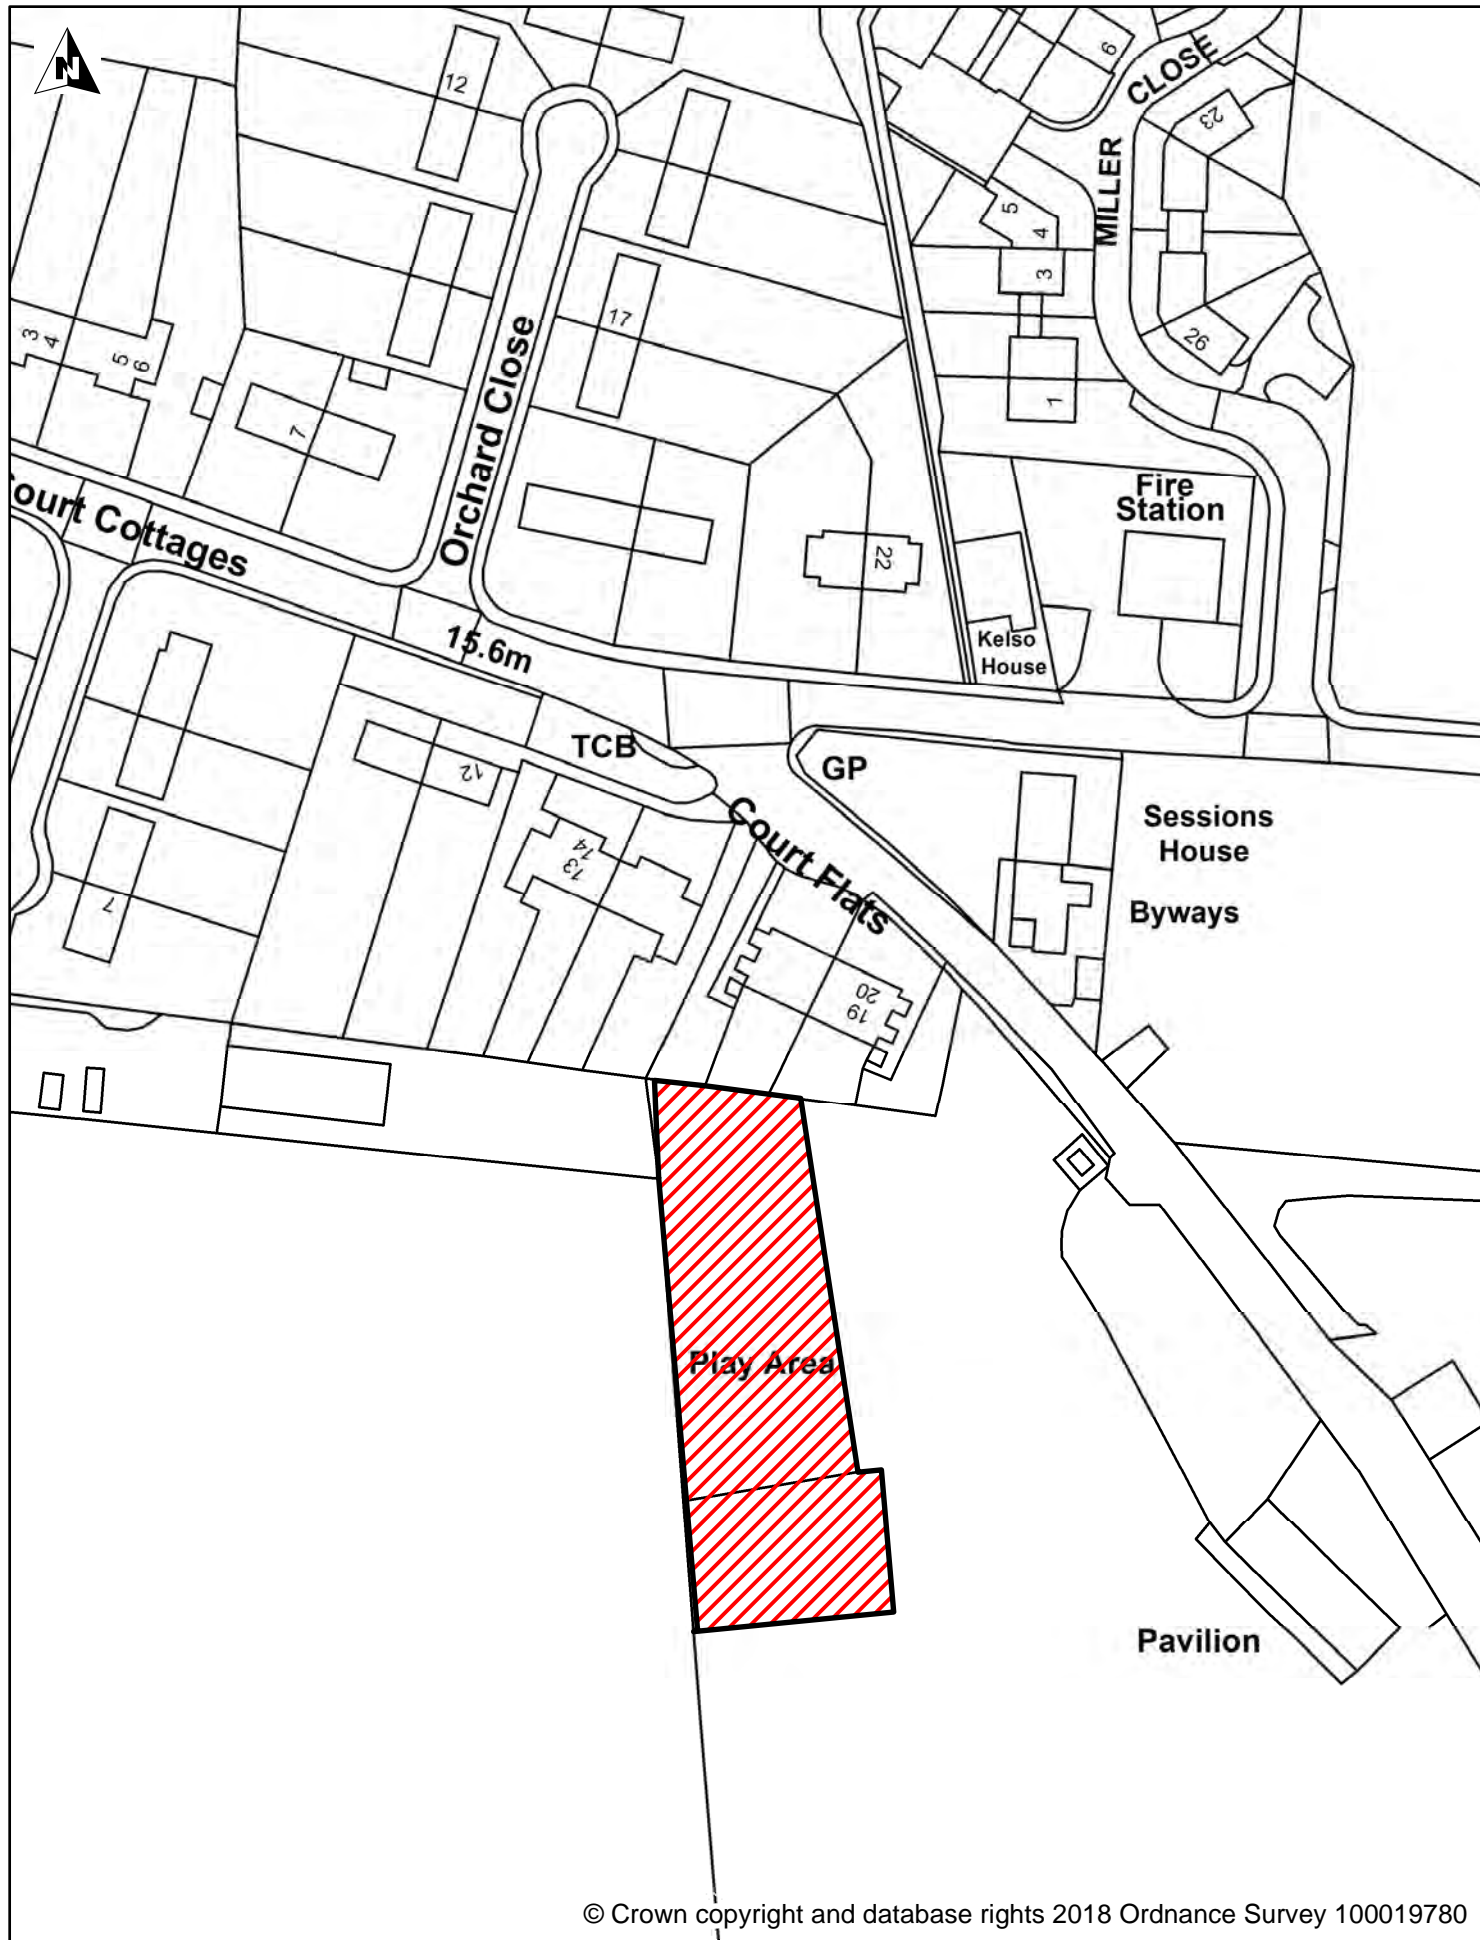 N
12
6
CLOSE
23
MILLER
5
4
3
17
26
3
4
5
6
1
7
Orchard Close
Fire
Station
ourt Cottages
22
Kelso
House
15.6m
TCB
GP
12
Court Flats
Sessions
House
14
13
Byways
7
20
19
Play Area
Pavilion
© Crown copyright and database rights 2018 Ordnance Survey 100019780